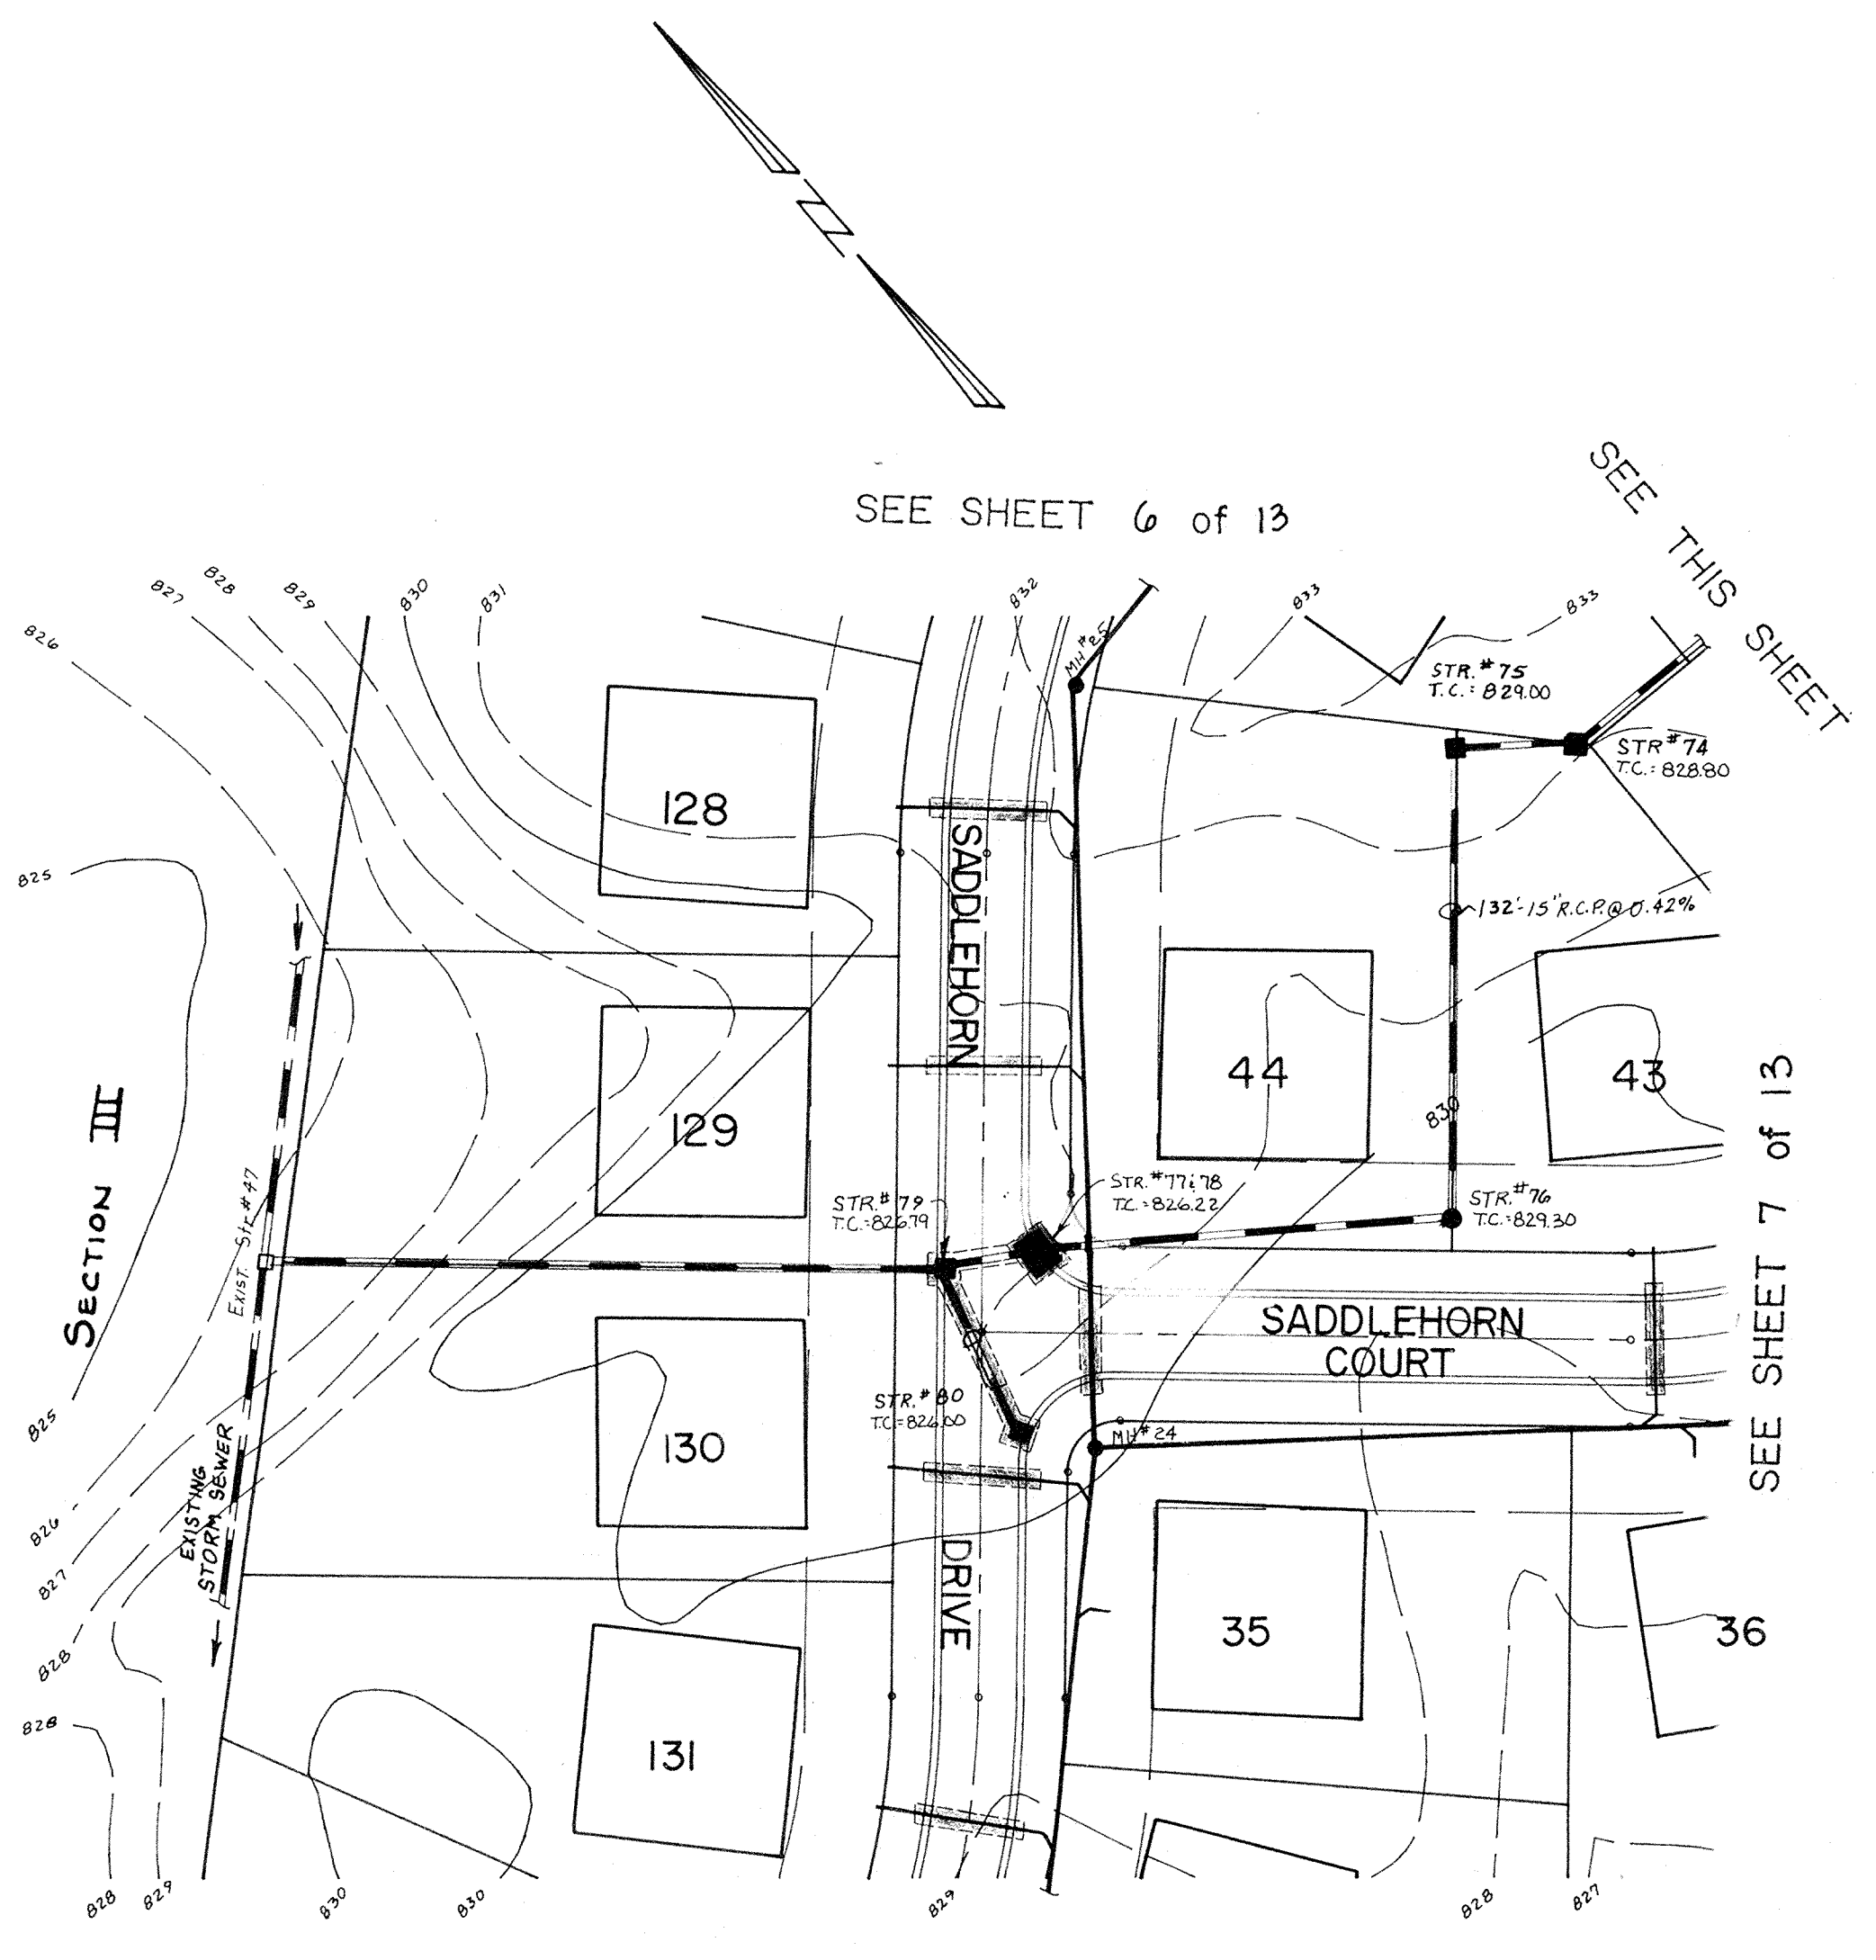 SEE SHEET 6 of 13
SEE THIS SHEET
826
827
828
829
830
831
832
833
833
MH #25
STR. #75
T.C.: 829.00
STR #74
T.C.: 828.80
128
825
SADDLEHORN
132'-15" R.C.P. @ 0.42%
44
43
830
129
SECTION III
EXIST. Str #47
STR. #79
T.C.=826.79
STR. #77 & 78
T.C.=826.22
STR. #76
T.C.=829.30
SADDLEHORN
COURT
SEE SHEET 7 of 13
STR. #80
T.C.=826.00
MH #24
825
130
EXISTING
STORM SEWER
826
827
828
DRIVE
35
36
828
131
828
829
830
830
829
828
827